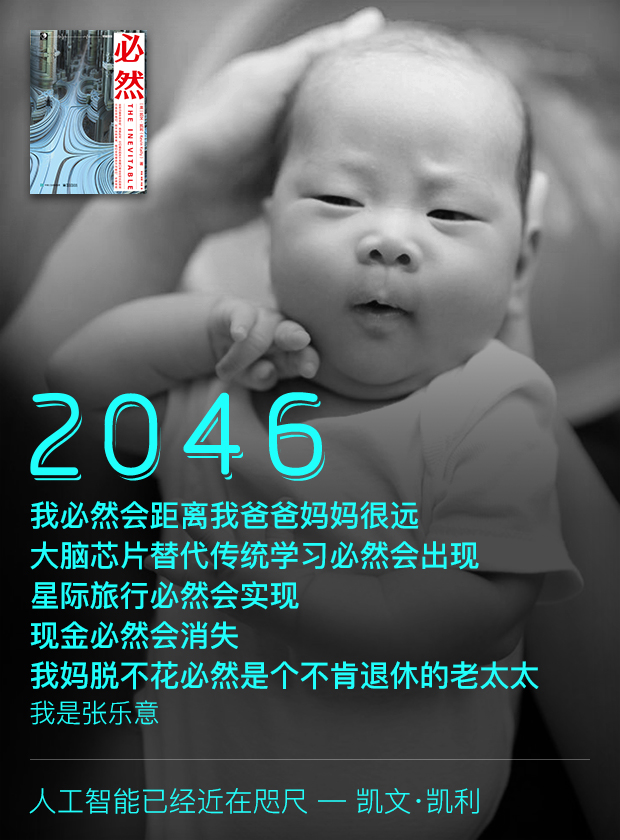 必然
THE INEVITABLE
2046
我必然会距离我爸爸妈妈很远
大脑芯片替代传统学习必然会出现
星际旅行必然会实现
现金必然会消失
我妈脱不花必然是个不肯退休的老太太
我是张乐意
人工智能已经近在咫尺 — 凯文·凯利